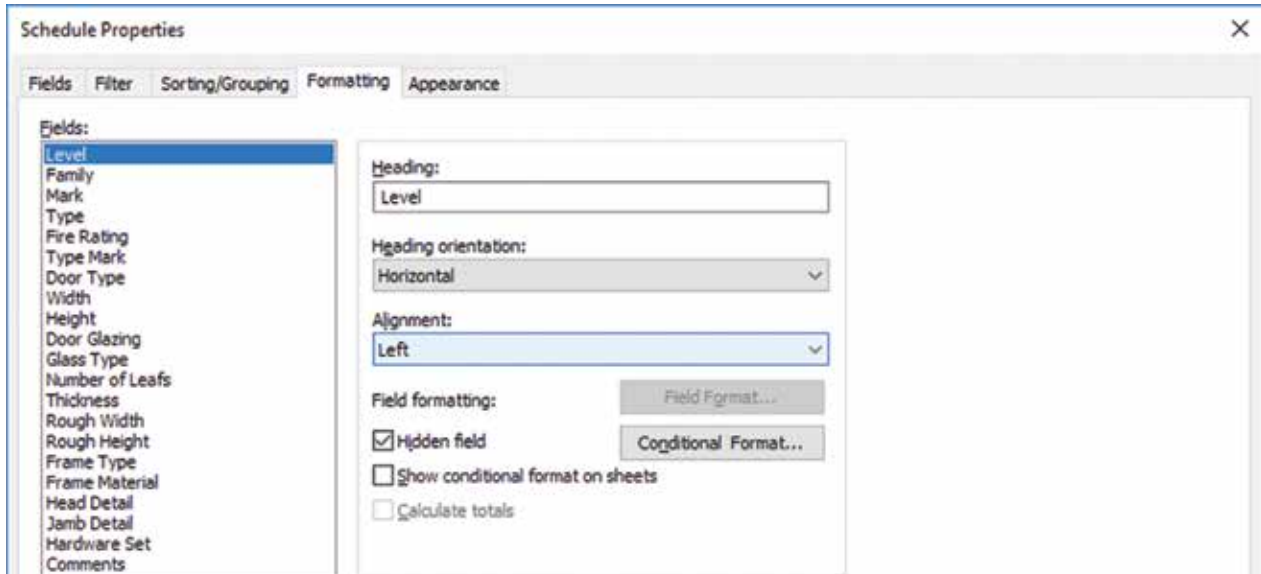 Schedule Properties
Fields Filter Sorting/Grouping Formatting Appearance
Fields:
Level
Family
Mark
Type
Fire Rating
Type Mark
Door Type
Width
Height
Door Glazing
Glass Type
Number of Leafs
Thickness
Rough Width
Rough Height
Frame Type
Frame Material
Head Detail
Jamb Detail
Hardware Set
Comments
Heading:
Level
Heading orientation:
Horizontal
Alignment:
Left
Field formatting:
Field Format...
Hidden field
Conditional Format...
Show conditional format on sheets
Calculate totals